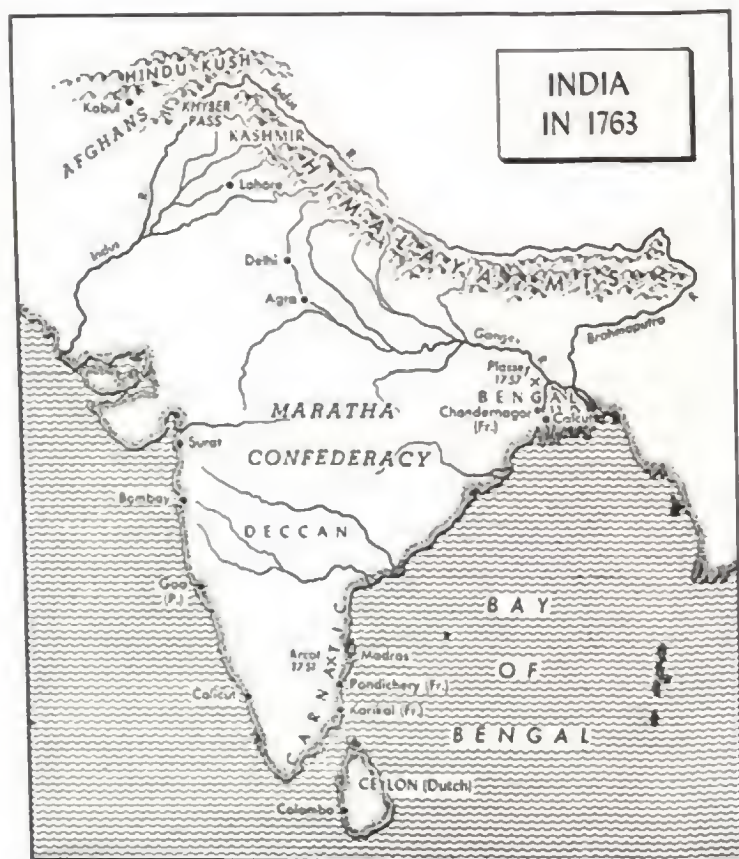 INDIA
IN 1763
HINDU KUSH
Kabul
KHYBER
PASS
Indus
R
AFGHANS
KASHMIR
R
Lahore
HIMALAYA MTS
Indus
Delhi
Agra
Ganges
R
Brahmaputra
R
Plassey
1757
BENGAL
Chandernagor
(Fr.)
Calcutta
MARATHA
CONFEDERACY
Surat
Bombay
DECCAN
Goa
(P.)
BAY
OF
BENGAL
Arcot
1751
Madras
CARNATIC
Pondichery (Fr.)
Karikal (Fr.)
Calicut
CEYLON (Dutch)
Colombo